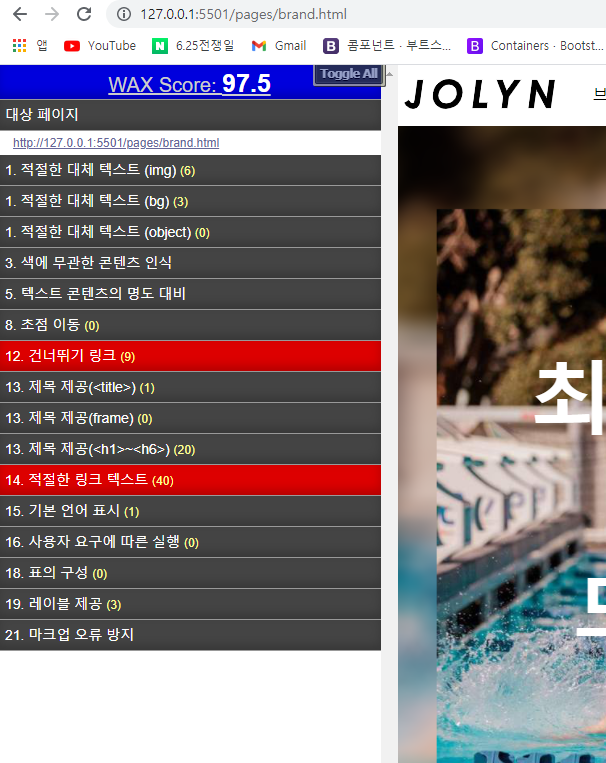 127.0.0.1:5501/pages/brand.html
앱 YouTube 6.25전쟁일 Gmail 콤포넌트 · 부트스... Containers · Bootst...
WAX Score: 97.5
Toggle All
대상 페이지
http://127.0.0.1:5501/pages/brand.html
1. 적절한 대체 텍스트 (img) (6)
1. 적절한 대체 텍스트 (bg) (3)
1. 적절한 대체 텍스트 (object) (0)
3. 색에 무관한 콘텐츠 인식
5. 텍스트 콘텐츠의 명도 대비
8. 초점 이동 (0)
12. 건너뛰기 링크 (9)
13. 제목 제공(<title>) (1)
13. 제목 제공(frame) (0)
13. 제목 제공(<h1>~<h6>) (20)
14. 적절한 링크 텍스트 (40)
15. 기본 언어 표시 (1)
16. 사용자 요구에 따른 실행 (0)
18. 표의 구성 (0)
19. 레이블 제공 (3)
21. 마크업 오류 방지
JOLYN
최